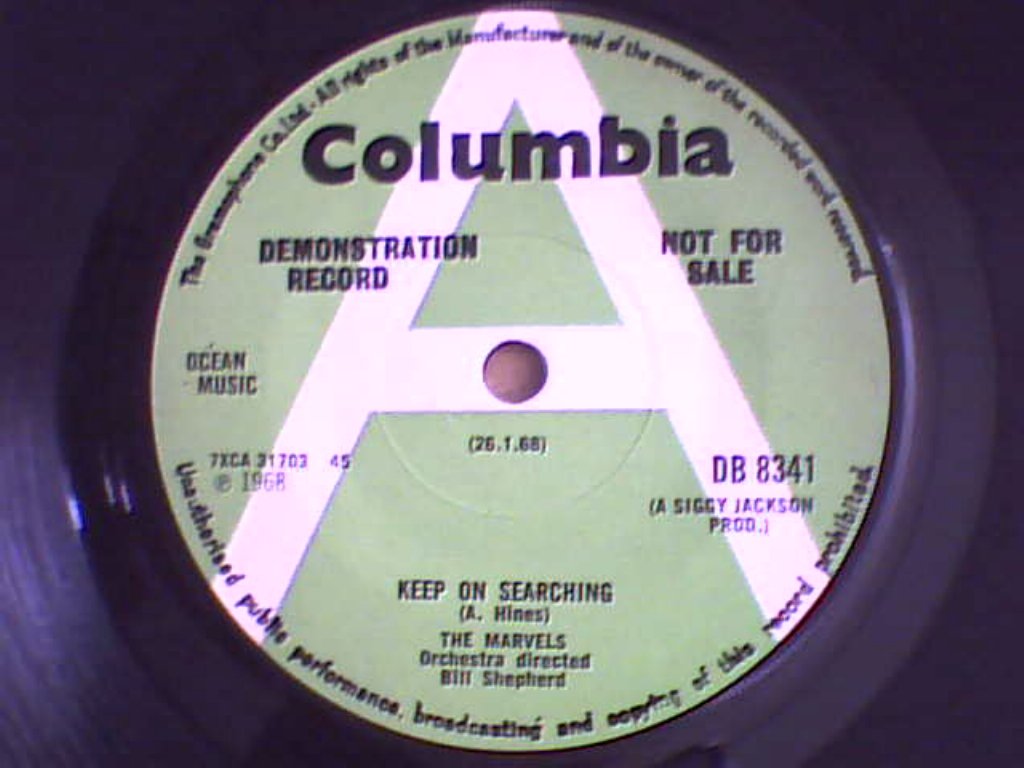 The Gramophone Co.Ltd.- All rights of the Manufacturer and of the owner of the recorded work reserved
Columbia
DEMONSTRATION
RECORD
NOT FOR
SALE
A
OCEAN
MUSIC
(26.1.68)
7XCA 31703 45
℗ 1968
DB 8341
(A SIGGY JACKSON
PROD.)
KEEP ON SEARCHING
(A. Hines)
THE MARVELS
Orchestra directed
Bill Shepherd
Unauthorised public performance, broadcasting and copying of this record prohibited